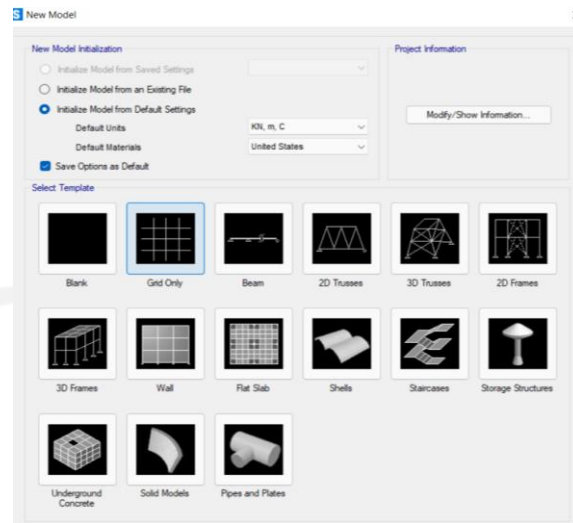 S New Model
New Model Initialization
Project Information
Initialize Model from Saved Settings
Initialize Model from an Existing File
Initialize Model from Default Settings
Modify/Show Information...
Default Units
KN, m, C
Default Materials
United States
Save Options as Default
Select Template
Blank
Grid Only
Beam
2D Trusses
3D Trusses
2D Frames
3D Frames
Wall
Flat Slab
Shells
Staircases
Storage Structures
Underground
Concrete
Solid Models
Pipes and Plates